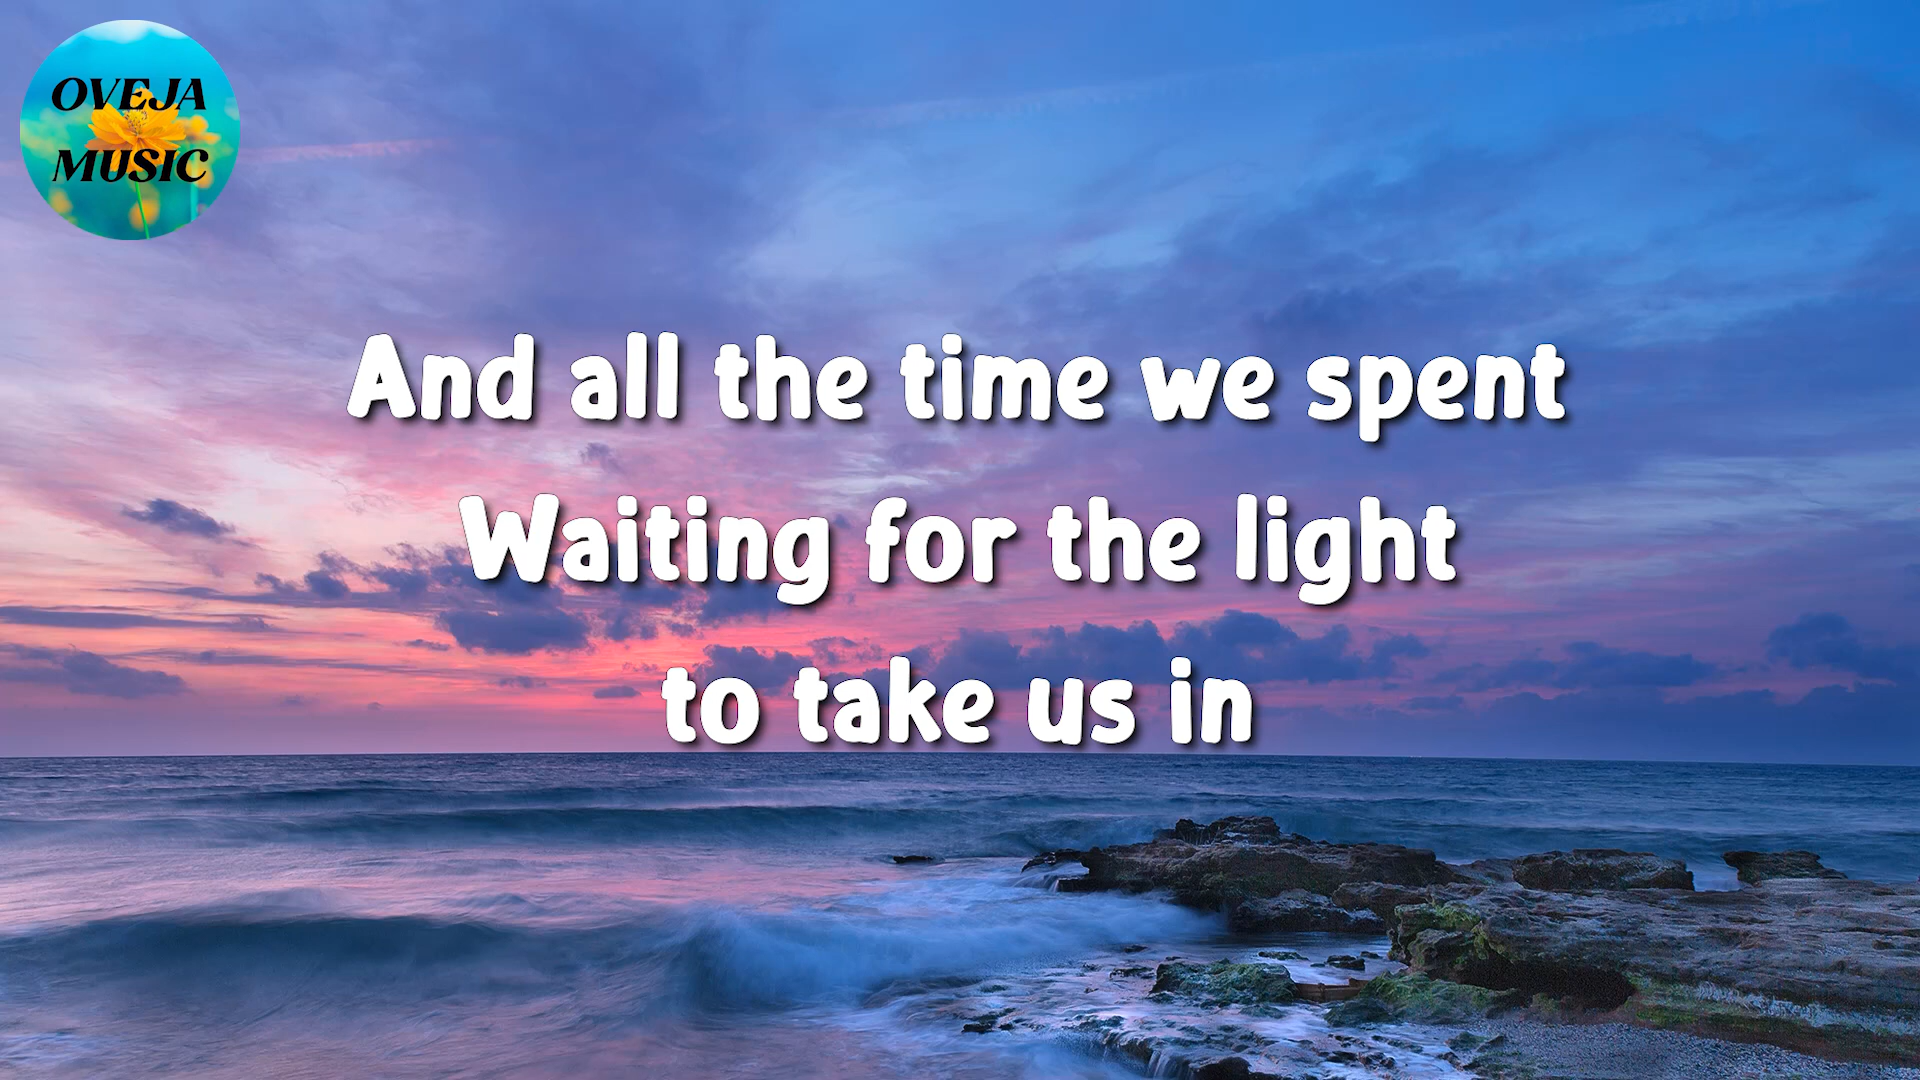 OVEJA
MUSIC
And all the time we spent
Waiting for the light
to take us in